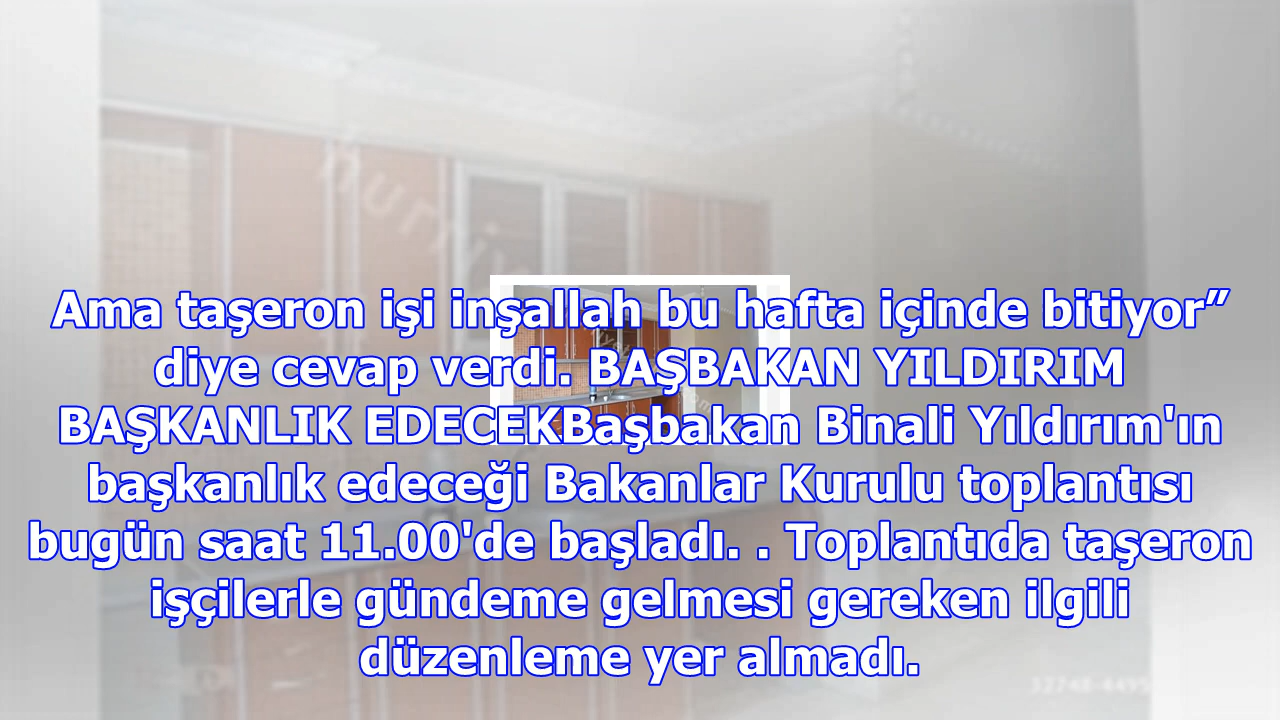 Ama taşeron işi inşallah bu hafta içinde bitiyor”
diye cevap verdi. BAŞBAKAN YILDIRIM
BAŞKANLIK EDECEKBaşbakan Binali Yıldırım'ın
başkanlık edeceği Bakanlar Kurulu toplantısı
bugün saat 11.00'de başladı. . Toplantıda taşeron
işçilerle gündeme gelmesi gereken ilgili
düzenleme yer almadı.